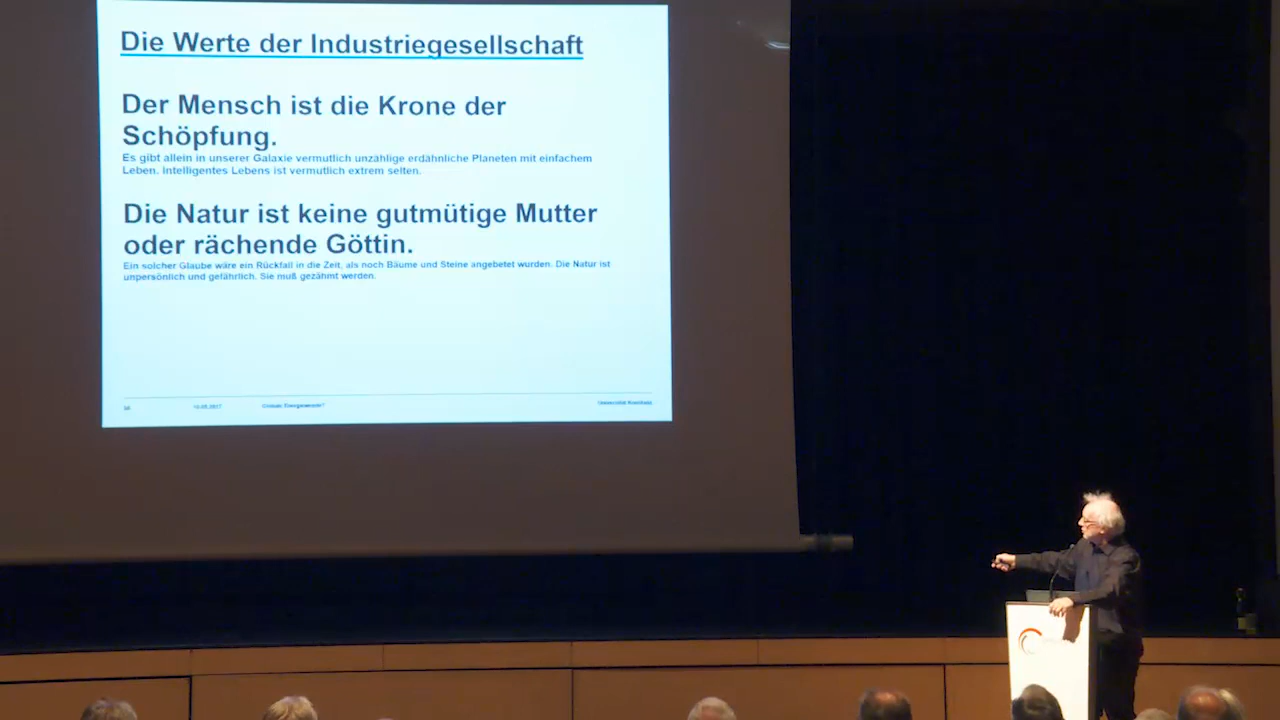 Die Werte der Industriegesellschaft
Der Mensch ist die Krone der
Schöpfung.
Es gibt allein in unserer Galaxie vermutlich unzählige erdähnliche Planeten mit einfachem
Leben. Intelligentes Lebens ist vermutlich extrem selten.
Die Natur ist keine gutmütige Mutter
oder rächende Göttin.
Ein solcher Glaube wäre ein Rückfall in die Zeit, als noch Bäume und Steine angebetet wurden. Die Natur ist
unpersönlich und gefährlich. Sie muß gezähmt werden.